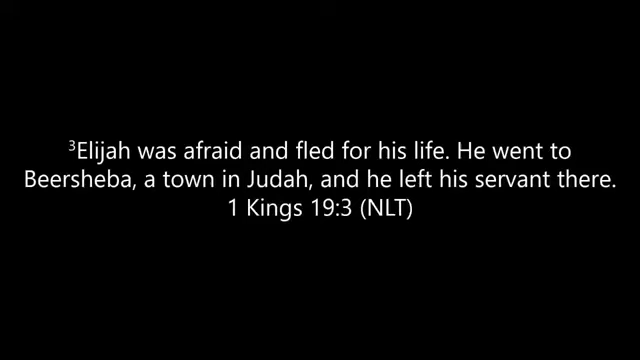 ³Elijah was afraid and fled for his life. He went to
Beersheba, a town in Judah, and he left his servant there.
1 Kings 19:3 (NLT)